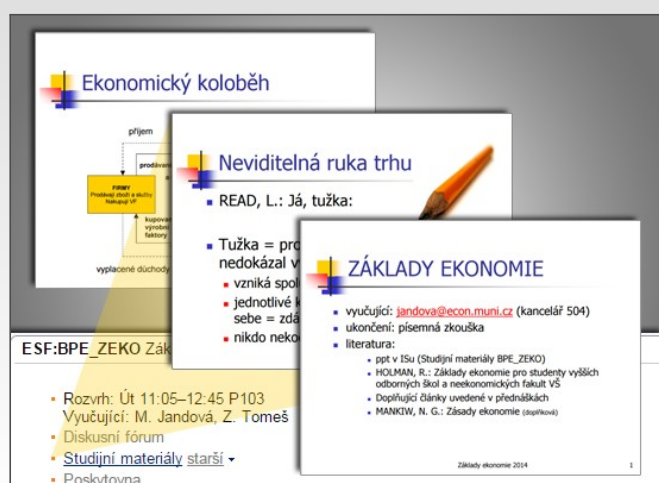 Ekonomický koloběh
příjem
prodávan
a
FIRMY
Prodávají zboží a služby
Nakupují VF
kupovan
výrobní
faktory
vyplacené důchody
Neviditelná ruka trhu
READ, L.: Já, tužka:
Tužka = pro
nedokázal v
vzniká spol
jednotlivé k
sebe = zdá
nikdo neko
ZÁKLADY EKONOMIE
vyučující: jandova@econ.muni.cz (kancelář 504)
ukončení: písemná zkouška
literatura:
ppt v ISu (Studijní materiály BPE_ZEKO)
HOLMAN, R.: Základy ekonomie pro studenty vyšších
odborných škol a neekonomických fakult VŠ
Doplňující články uvedené v přednáškách
MANKIW, N. G.: Zásady ekonomie (doplňková)
Základy ekonomie 2014
1
ESF:BPE_ZEKO Zák
Rozvrh: Út 11:05–12:45 P103
Vyučující: M. Jandová, Z. Tomeš
Diskusní fórum
Studijní materiály starší
Poskytovna